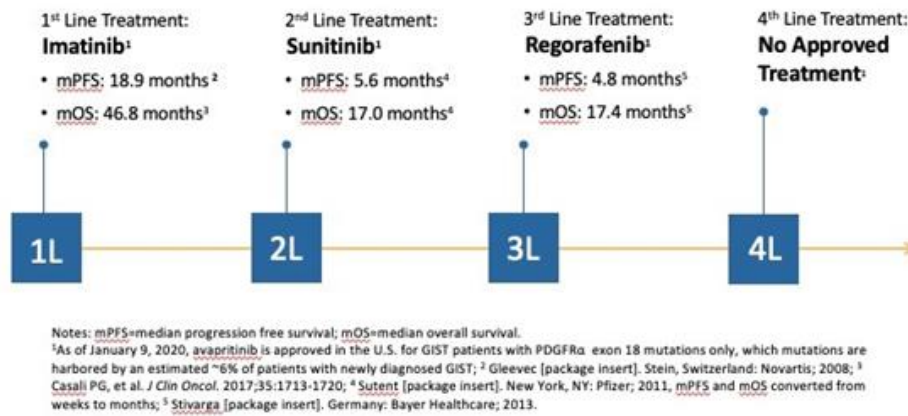 1st Line Treatment:
Imatinib¹
• mPFS: 18.9 months²
• mOS: 46.8 months³
2nd Line Treatment:
Sunitinib¹
• mPFS: 5.6 months⁴
• mOS: 17.0 months⁴
3rd Line Treatment:
Regorafenib¹
• mPFS: 4.8 months⁵
• mOS: 17.4 months⁵
4th Line Treatment:
No Approved
Treatment¹
1L
2L
3L
4L
Notes: mPFS=median progression free survival; mOS=median overall survival.
¹As of January 9, 2020, avapritinib is approved in the U.S. for GIST patients with PDGFRα exon 18 mutations only, which mutations are
harbored by an estimated ~6% of patients with newly diagnosed GIST; ² Gleevec [package insert]. Stein, Switzerland: Novartis; 2008; ³
Casali PG, et al. J Clin Oncol. 2017;35:1713-1720; ⁴ Sutent [package insert]. New York, NY: Pfizer; 2011, mPFS and mOS converted from
weeks to months; ⁵ Stivarga [package insert]. Germany: Bayer Healthcare; 2013.